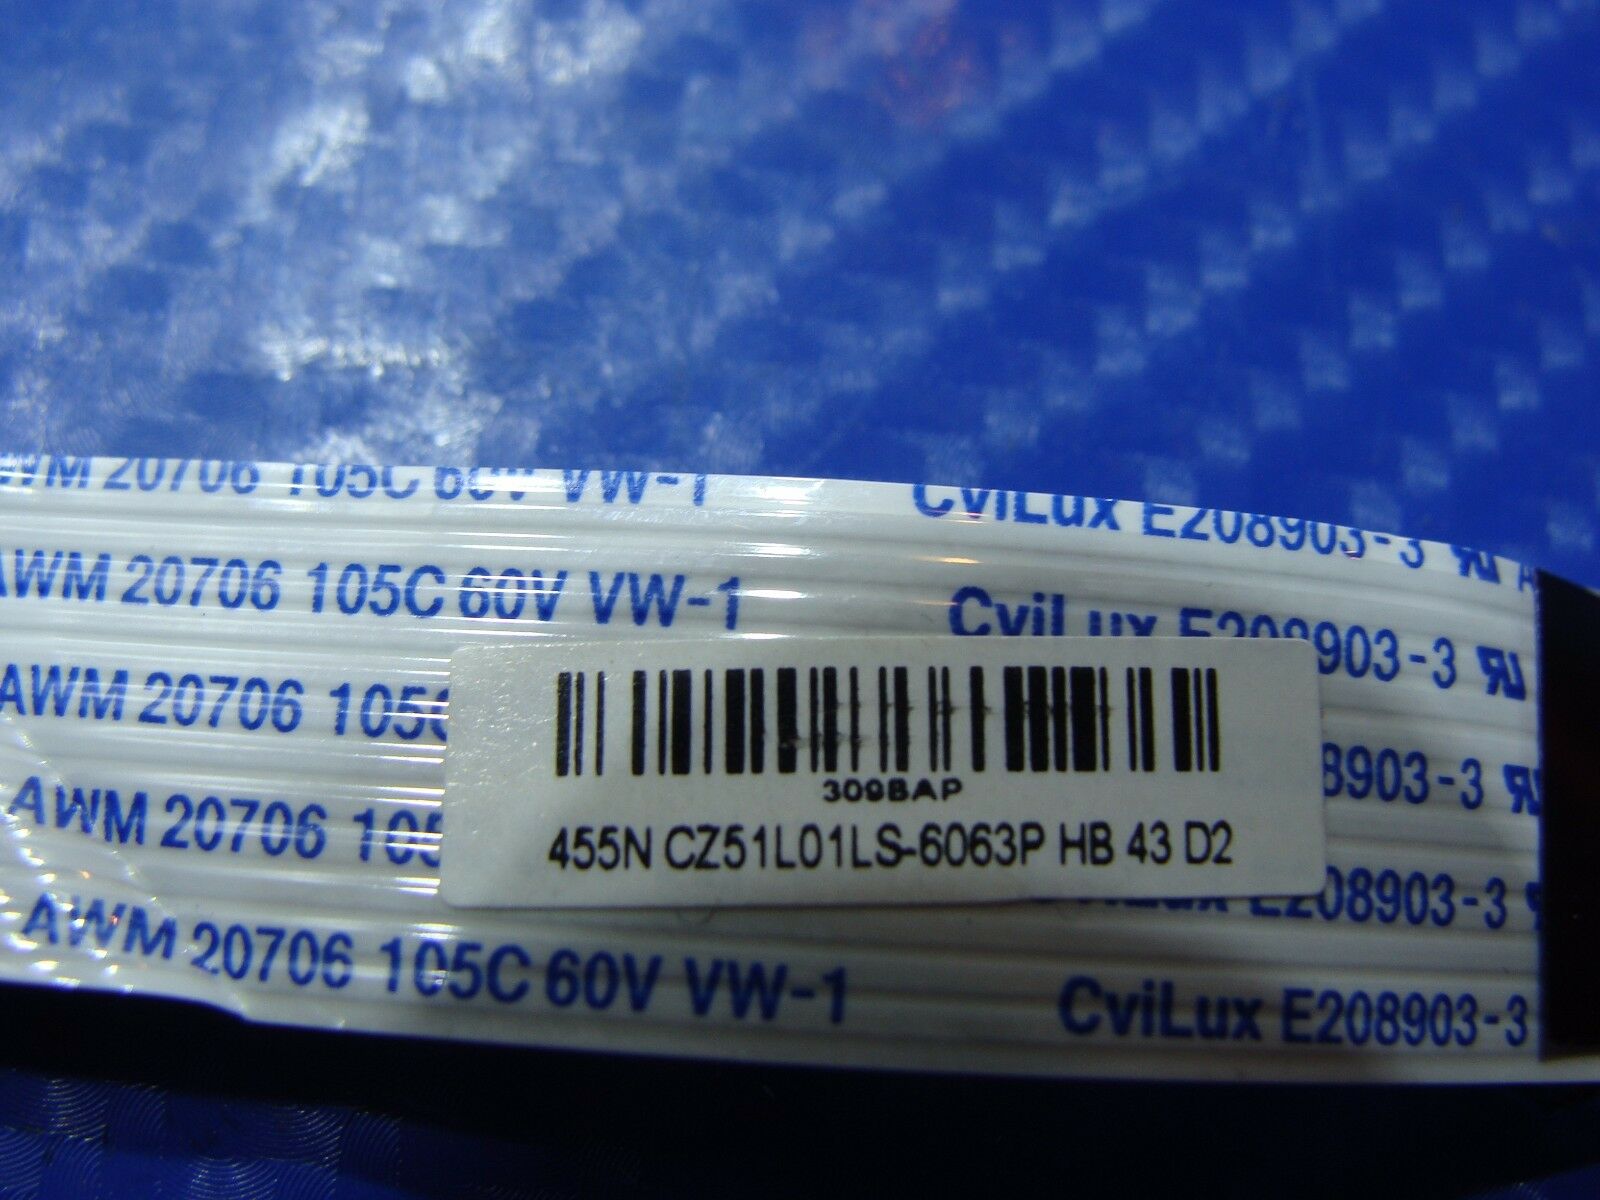 AWM 20706 105C 60V VW-1 CviLux E208903-3
AWM 20706 105C 60V VW-1 CviLux E208903-3
AWM 20706
8903-3
AWM 20706
CviLux E208903-3
AWM 20706 105C 60V VW-1 CviLux E208903-3
309BAP
455N CZ51L01LS-6063P HB 43 D2